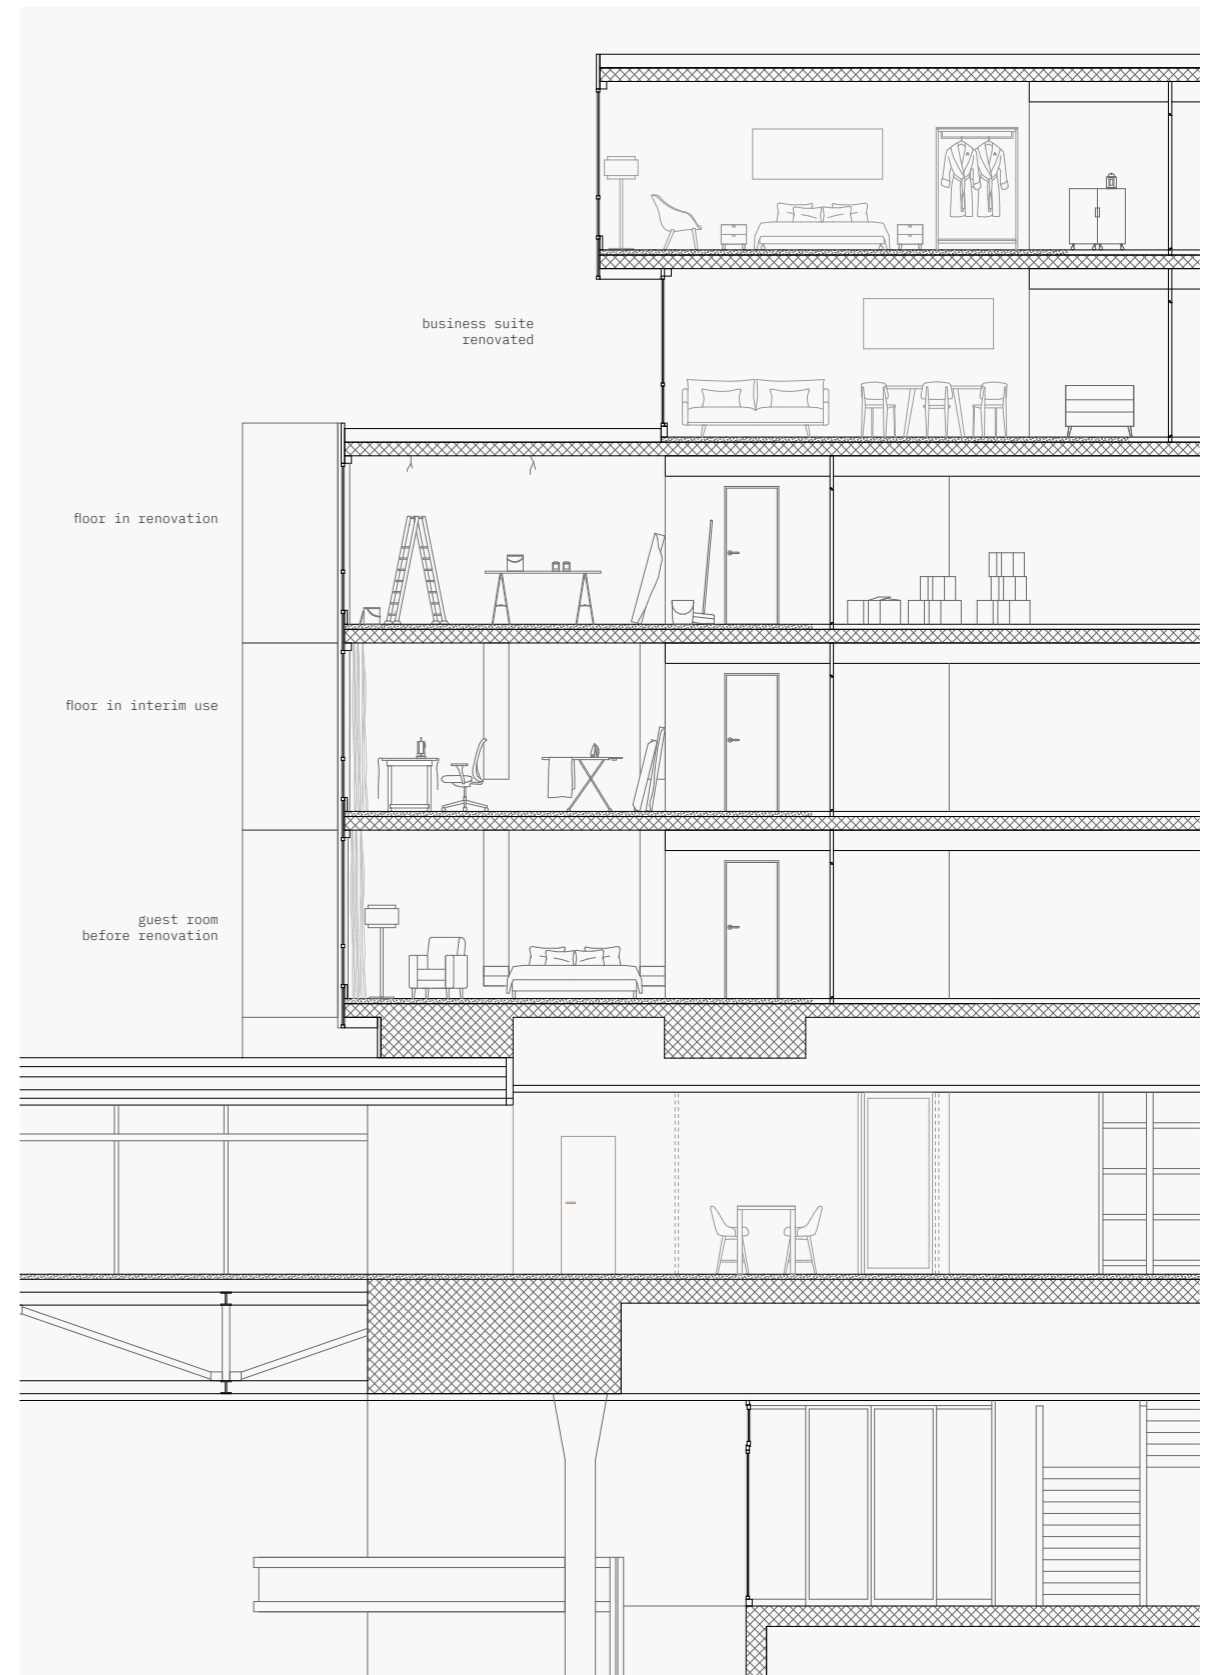 business suite
renovated
floor in renovation
floor in interim use
guest room
before renovation